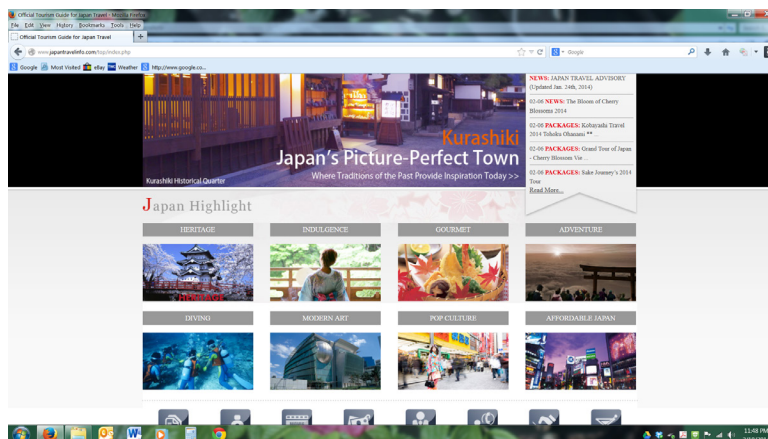 Official Tourism Guide for Japan Travel - Mozilla Firefox
File Edit View History Bookmarks Tools Help
Official Tourism Guide for Japan Travel
www.japantravelinfo.com/top/index.php
Google
Google Most Visited eBay Weather http://www.google.co...
NEWS: JAPAN TRAVEL ADVISORY
(Updated Jan. 24th, 2014)
02-06 NEWS: The Bloom of Cherry
Blossoms 2014
02-06 PACKAGES: Kobayashi Travel
2014 Tohoku Ohanami ** ...
02-06 PACKAGES: Grand Tour of Japan
- Cherry Blossom Vie ...
02-06 PACKAGES: Sake Journey's 2014
Tour
Read More...
Kurashiki
Japan's Picture-Perfect Town
Where Traditions of the Past Provide Inspiration Today >>
Kurashiki Historical Quarter
Japan Highlight
HERITAGE INDULGENCE GOURMET ADVENTURE
HERITAGE
DIVING MODERN ART POP CULTURE AFFORDABLE JAPAN
11:48 PM